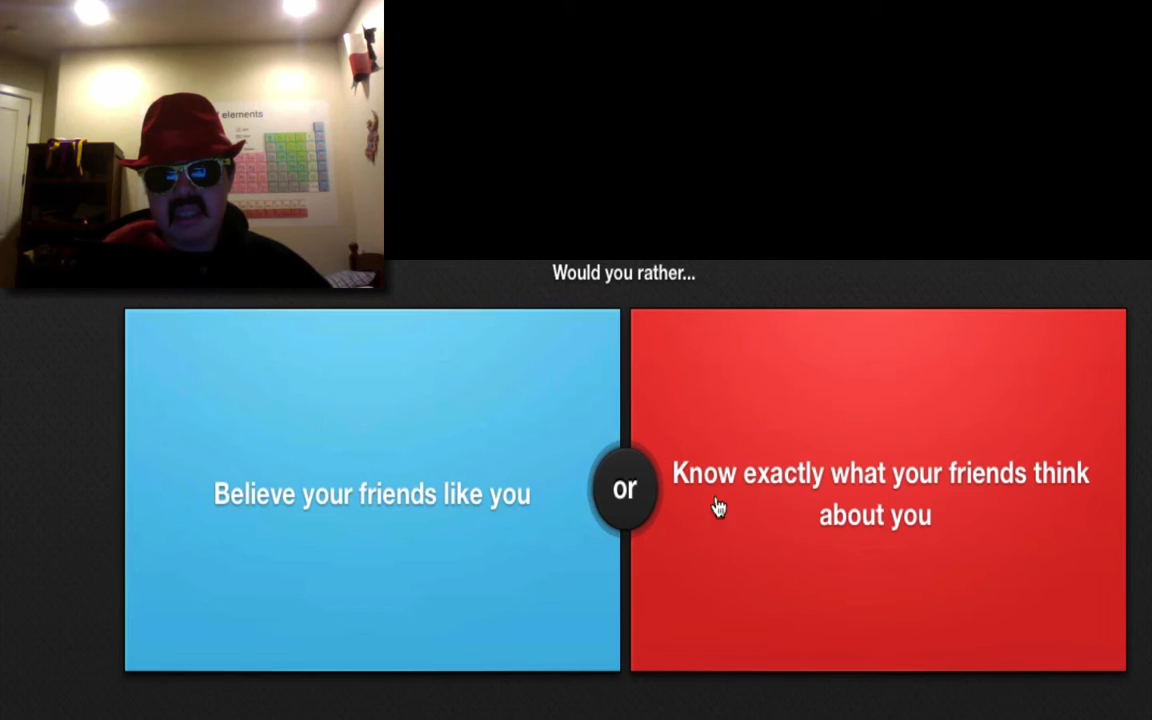 elements
Would you rather...
Believe your friends like you
or
Know exactly what your friends think
about you